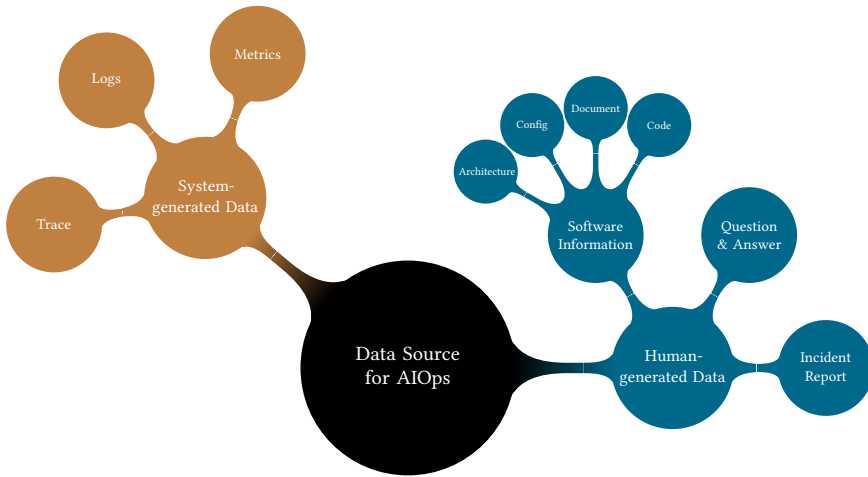 Metrics
Logs
System-
generated Data
Trace
Document
Config
Code
Architecture
Software
Information
Question
& Answer
Data Source
for AIOps
Human-
generated Data
Incident
Report